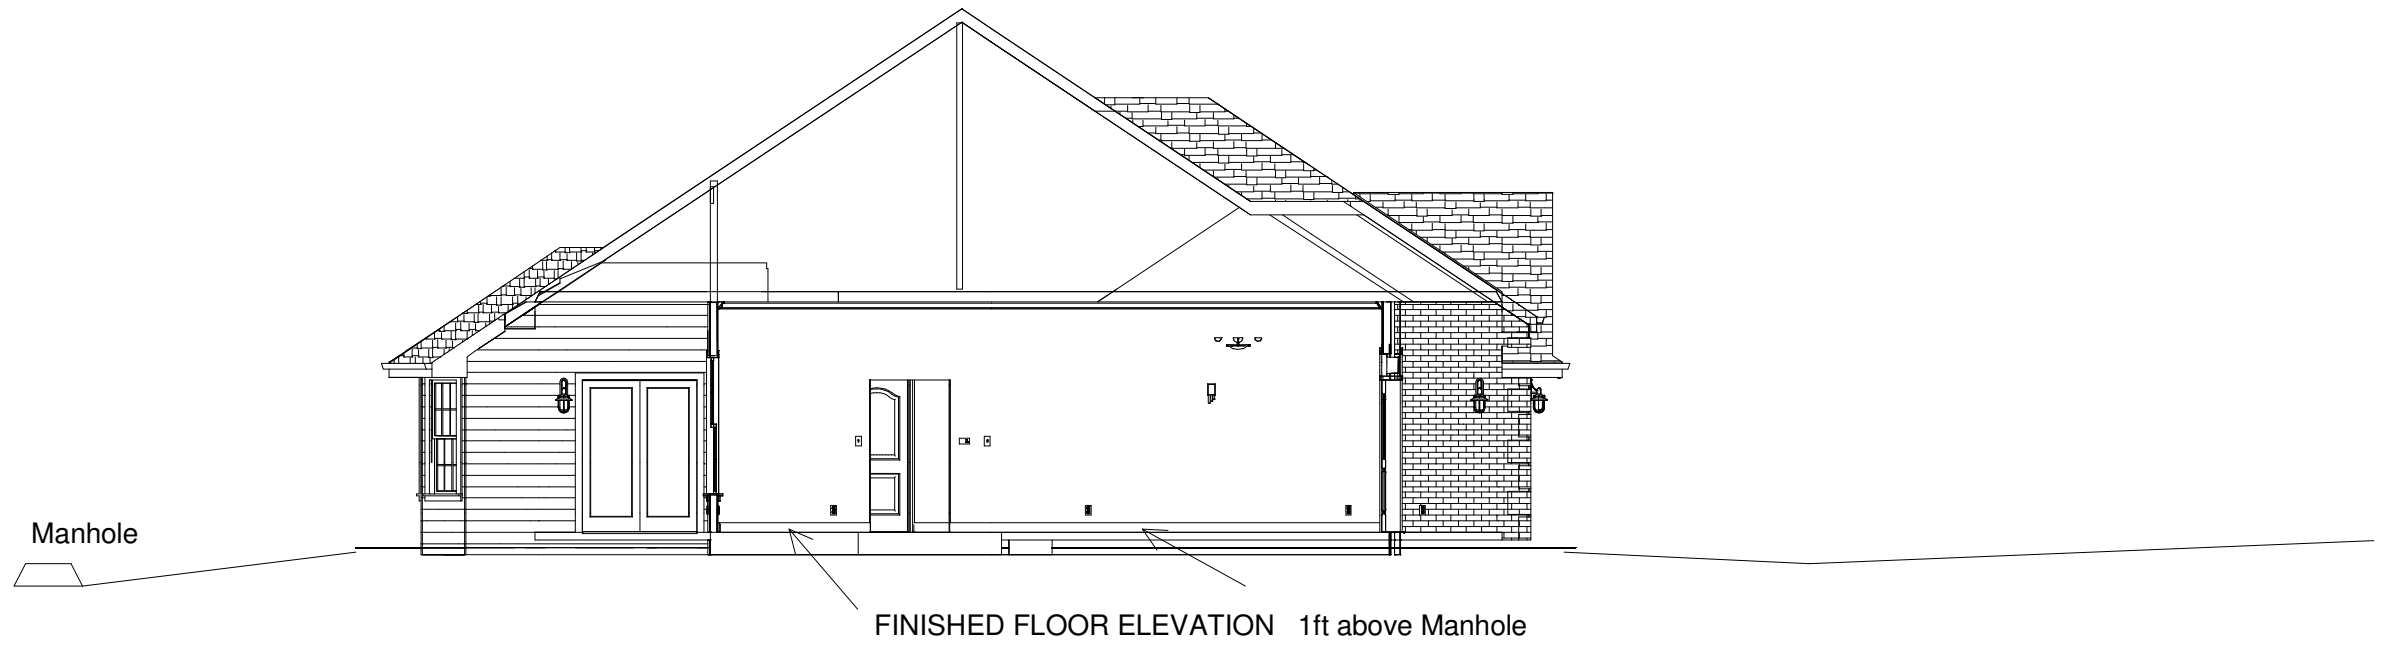 Manhole
FINISHED FLOOR ELEVATION 1ft above Manhole